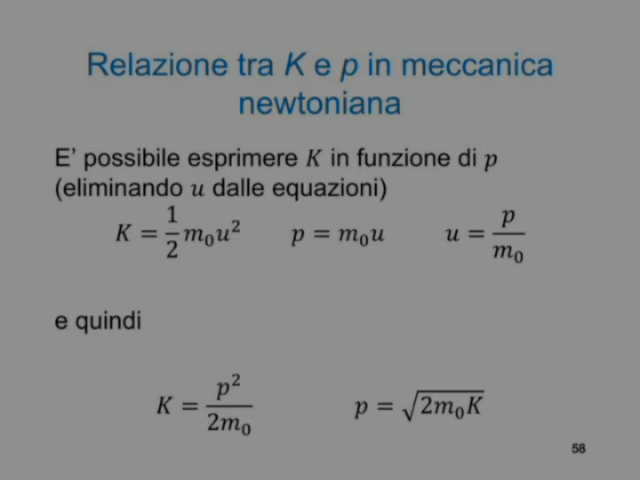 Relazione tra K e p in meccanica
newtoniana
E' possibile esprimere K in funzione di p
(eliminando u dalle equazioni)
K = 1/2 m₀u² p = m₀u u = p/m₀
e quindi
K = p²/2m₀ p = √2m₀K
58